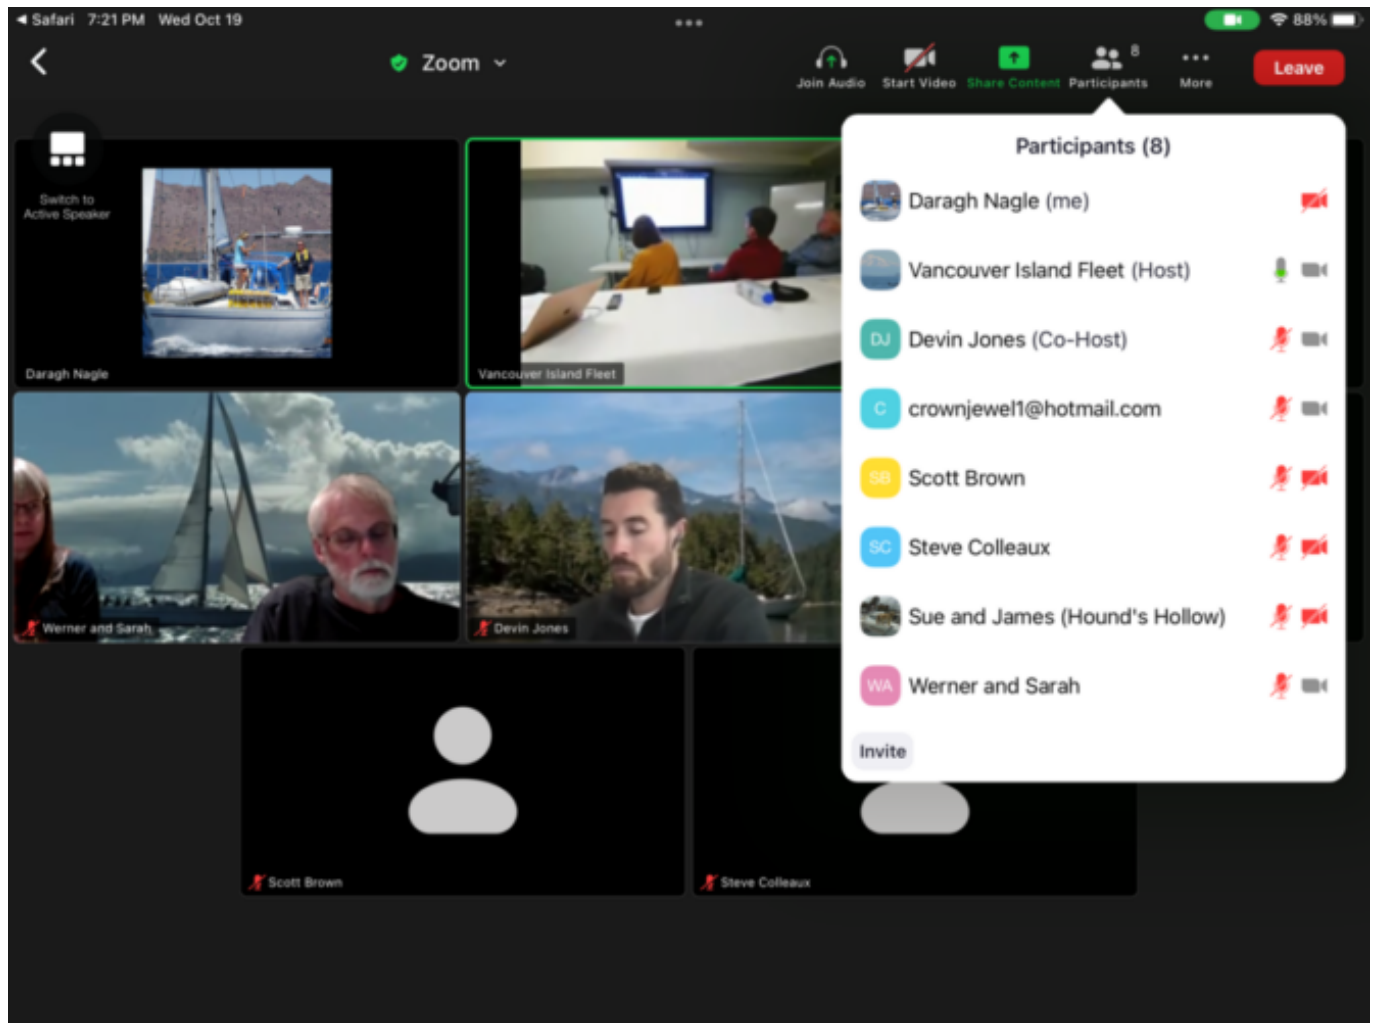 Safari 7:21 PM Wed Oct 19
88%
Zoom
Join Audio
Start Video
Share Content
Participants
8
More
Leave
Switch to
Active Speaker
Daragh Nagle
Vancouver Island Fleet
Werner and Sarah
Devin Jones
Scott Brown
Steve Colleaux
Participants (8)
Daragh Nagle (me)
Vancouver Island Fleet (Host)
DJ Devin Jones (Co-Host)
C crownjewel1@hotmail.com
SB Scott Brown
SC Steve Colleaux
Sue and James (Hound's Hollow)
WA Werner and Sarah
Invite